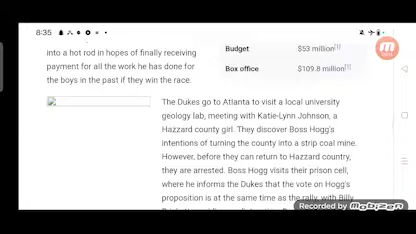 8:35
into a hot rod in hopes of finally receiving
payment for all the work he has done for
the boys in the past if they win the race.
Budget $53 million[1]
Box office $109.8 million[1]
The Dukes go to Atlanta to visit a local university
geology lab, meeting with Katie-Lynn Johnson, a
Hazzard county girl. They discover Boss Hogg's
intentions of turning the county into a strip coal mine.
However, before they can return to Hazzard country,
they are arrested. Boss Hogg visits their prison cell,
where he informs the Dukes that the vote on Hogg's
proposition is at the same time as the rally, with Billy
Recorded by Mobizen